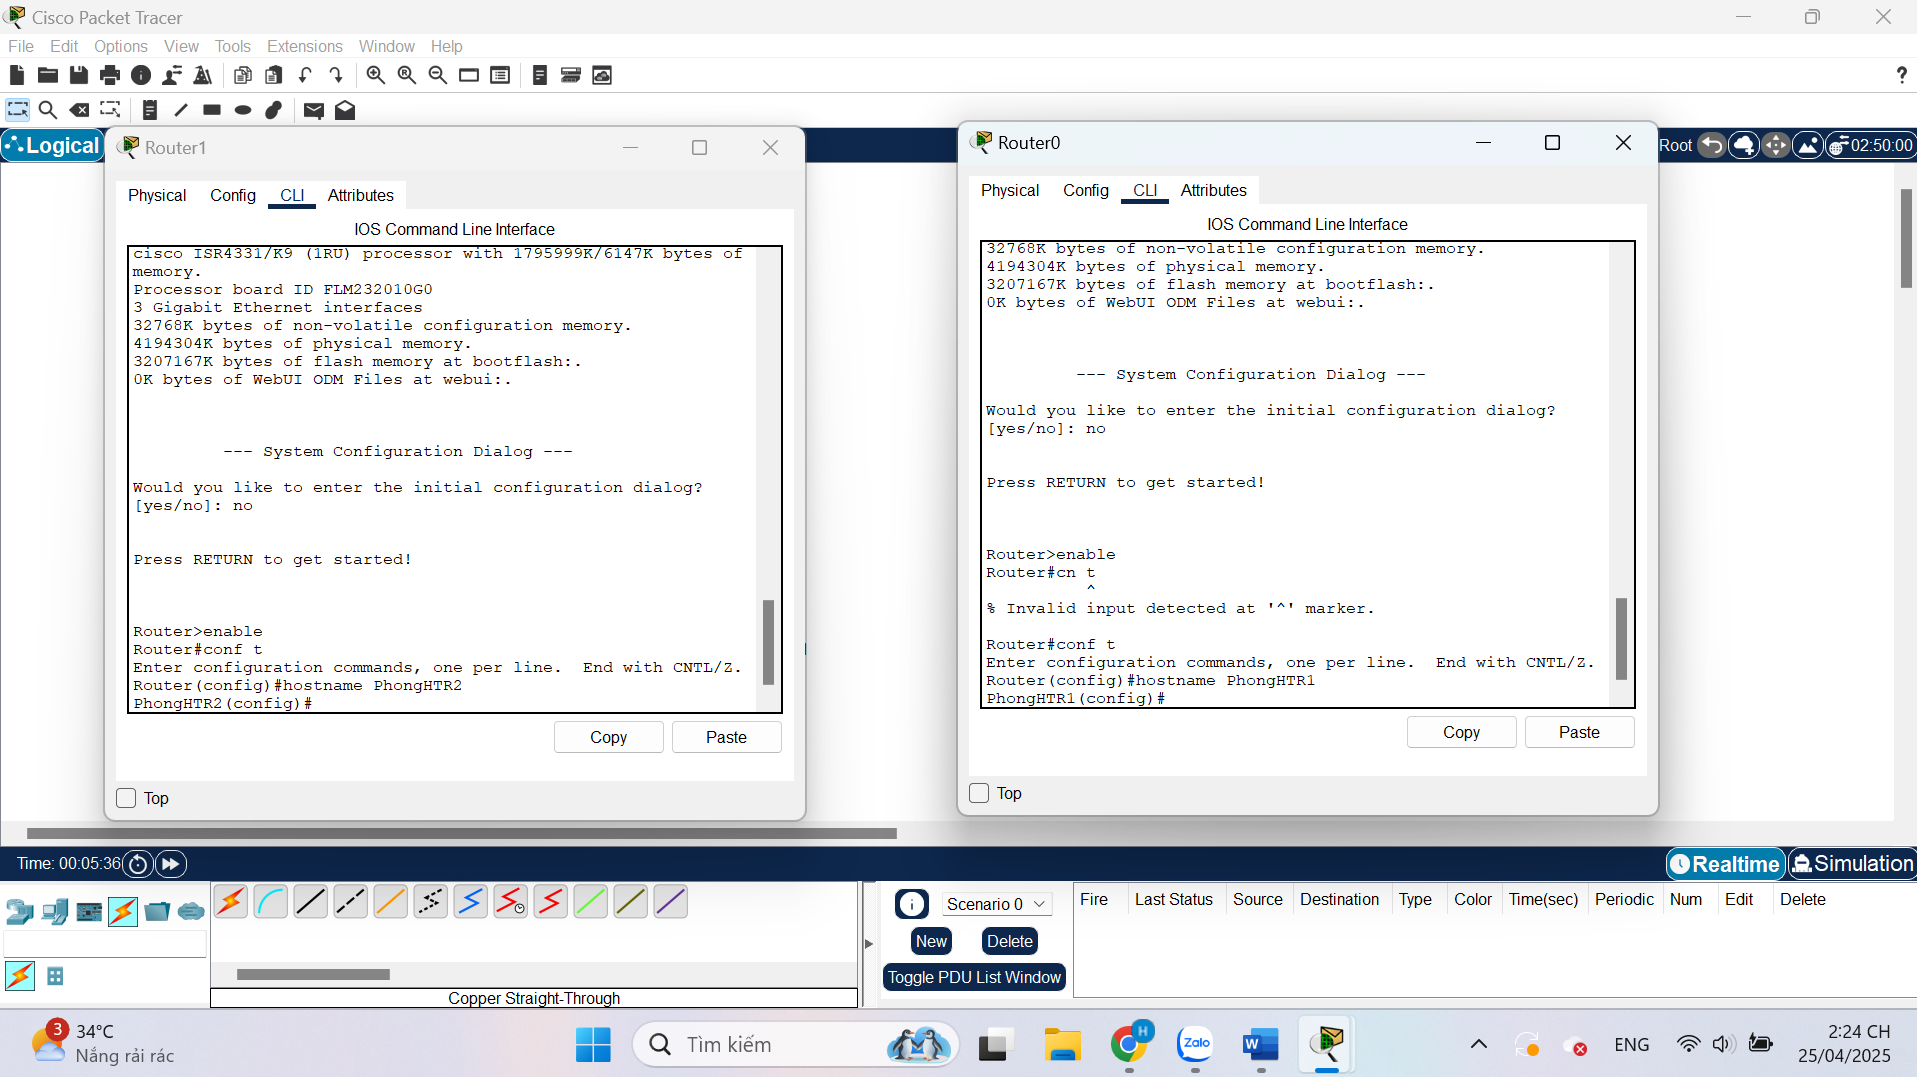 Cisco Packet Tracer
File Edit Options View Tools Extensions Window Help
?
Logical
Root
02:50:00
Router1
Physical Config CLI Attributes
IOS Command Line Interface
cisco ISR4331/K9 (1RU) processor with 1795999K/6147K bytes of
memory.
Processor board ID FLM232010G0
3 Gigabit Ethernet interfaces
32768K bytes of non-volatile configuration memory.
4194304K bytes of physical memory.
3207167K bytes of flash memory at bootflash:.
0K bytes of WebUI ODM Files at webui:.
--- System Configuration Dialog ---
Would you like to enter the initial configuration dialog?
[yes/no]: no
Press RETURN to get started!
Router>enable
Router#conf t
Enter configuration commands, one per line.  End with CNTL/Z.
Router(config)#hostname PhongHTR2
PhongHTR2(config)#
Copy Paste
Top
Router0
Physical Config CLI Attributes
IOS Command Line Interface
32768K bytes of non-volatile configuration memory.
4194304K bytes of physical memory.
3207167K bytes of flash memory at bootflash:.
0K bytes of WebUI ODM Files at webui:.
--- System Configuration Dialog ---
Would you like to enter the initial configuration dialog?
[yes/no]: no
Press RETURN to get started!
Router>enable
Router#cn t
^
% Invalid input detected at '^' marker.
Router#conf t
Enter configuration commands, one per line.  End with CNTL/Z.
Router(config)#hostname PhongHTR1
PhongHTR1(config)#
Copy Paste
Top
Time: 00:05:36
Realtime Simulation
Scenario 0
New Delete
Toggle PDU List Window
Fire Last Status Source Destination Type Color Time(sec) Periodic Num Edit Delete
Copper Straight-Through
3
34°C
Nắng rải rác
Tìm kiếm
H
Zalo
W
ENG
2:24 CH
25/04/2025